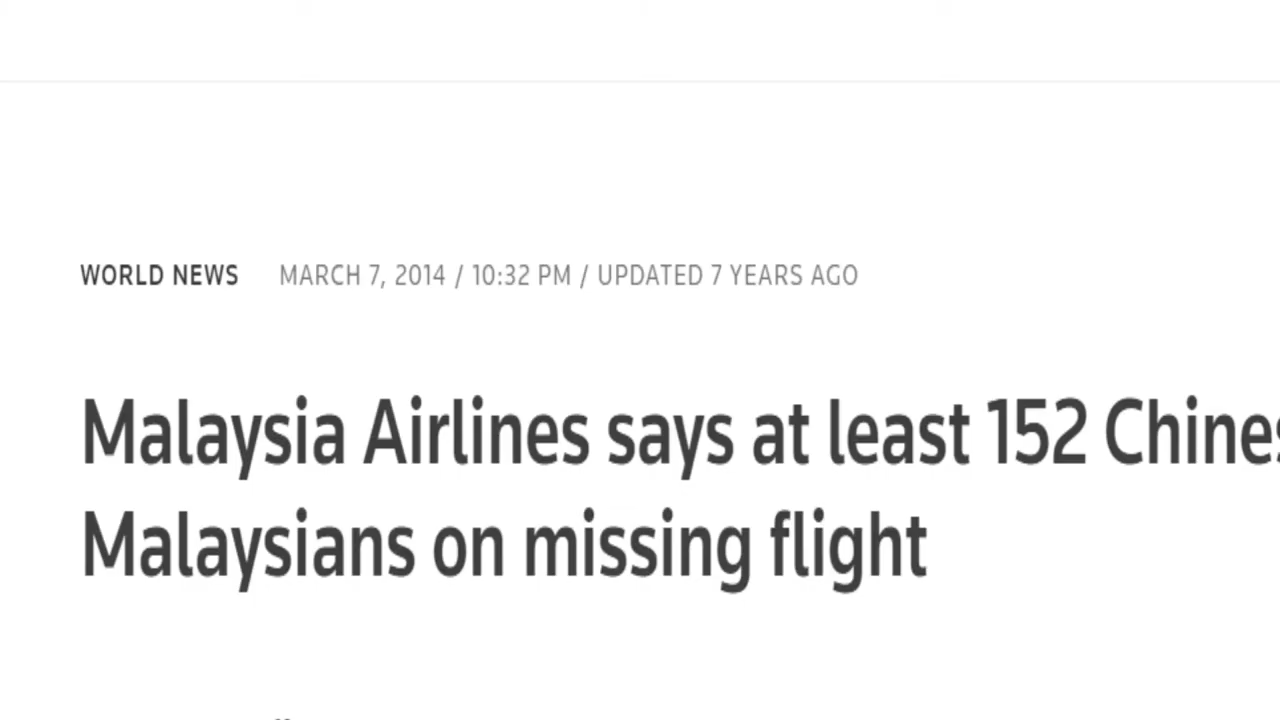 WORLD NEWS MARCH 7, 2014 / 10:32 PM / UPDATED 7 YEARS AGO
Malaysia Airlines says at least 152
Malaysians on missing flight